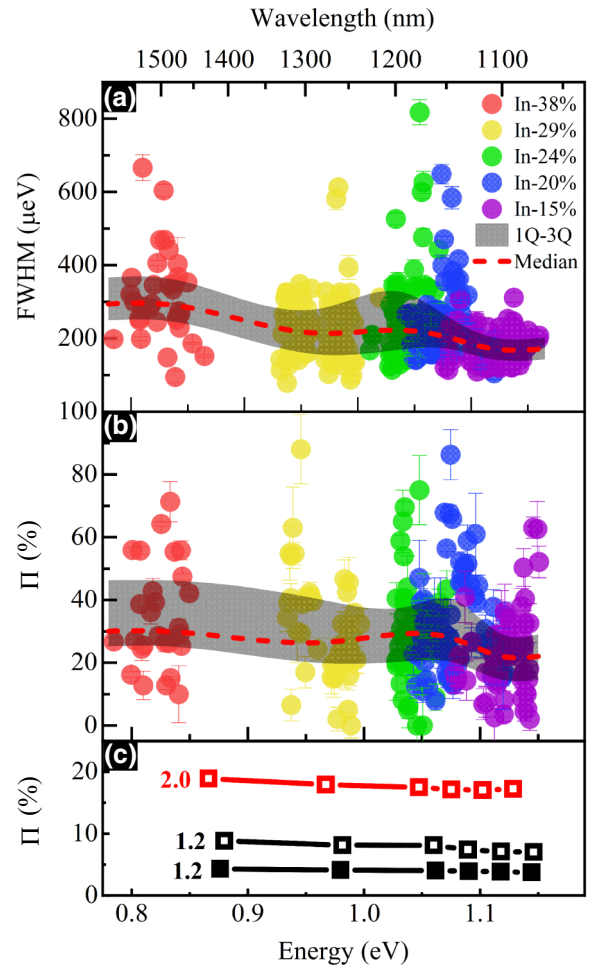 Wavelength (nm)
1500 1400 1300 1200 1100
(a)
FWHM (μeV)
800
600
400
200
In-38%
In-29%
In-24%
In-20%
In-15%
1Q-3Q
Median
(b)
Π (%)
100
80
60
40
20
0
(c)
Π (%)
20
10
0
2.0
1.2
1.2
0.8 0.9 1.0 1.1
Energy (eV)